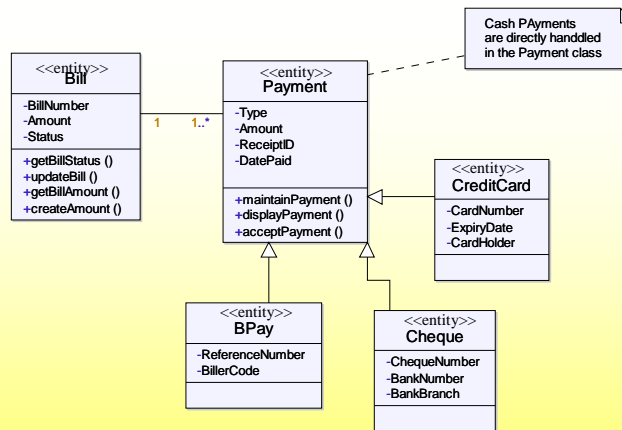 Cash PAyments
are directly handdled
in the Payment class
<<entity>>
Bill
-BillNumber
-Amount
-Status
+getBillStatus ()
+updateBill ()
+getBillAmount ()
+createAmount ()
1
1..*
<<entity>>
Payment
-Type
-Amount
-ReceiptID
-DatePaid
+maintainPayment ()
+displayPayment ()
+acceptPayment ()
<<entity>>
CreditCard
-CardNumber
-ExpiryDate
-CardHolder
<<entity>>
BPay
-ReferenceNumber
-BillerCode
<<entity>>
Cheque
-ChequeNumber
-BankNumber
-BankBranch